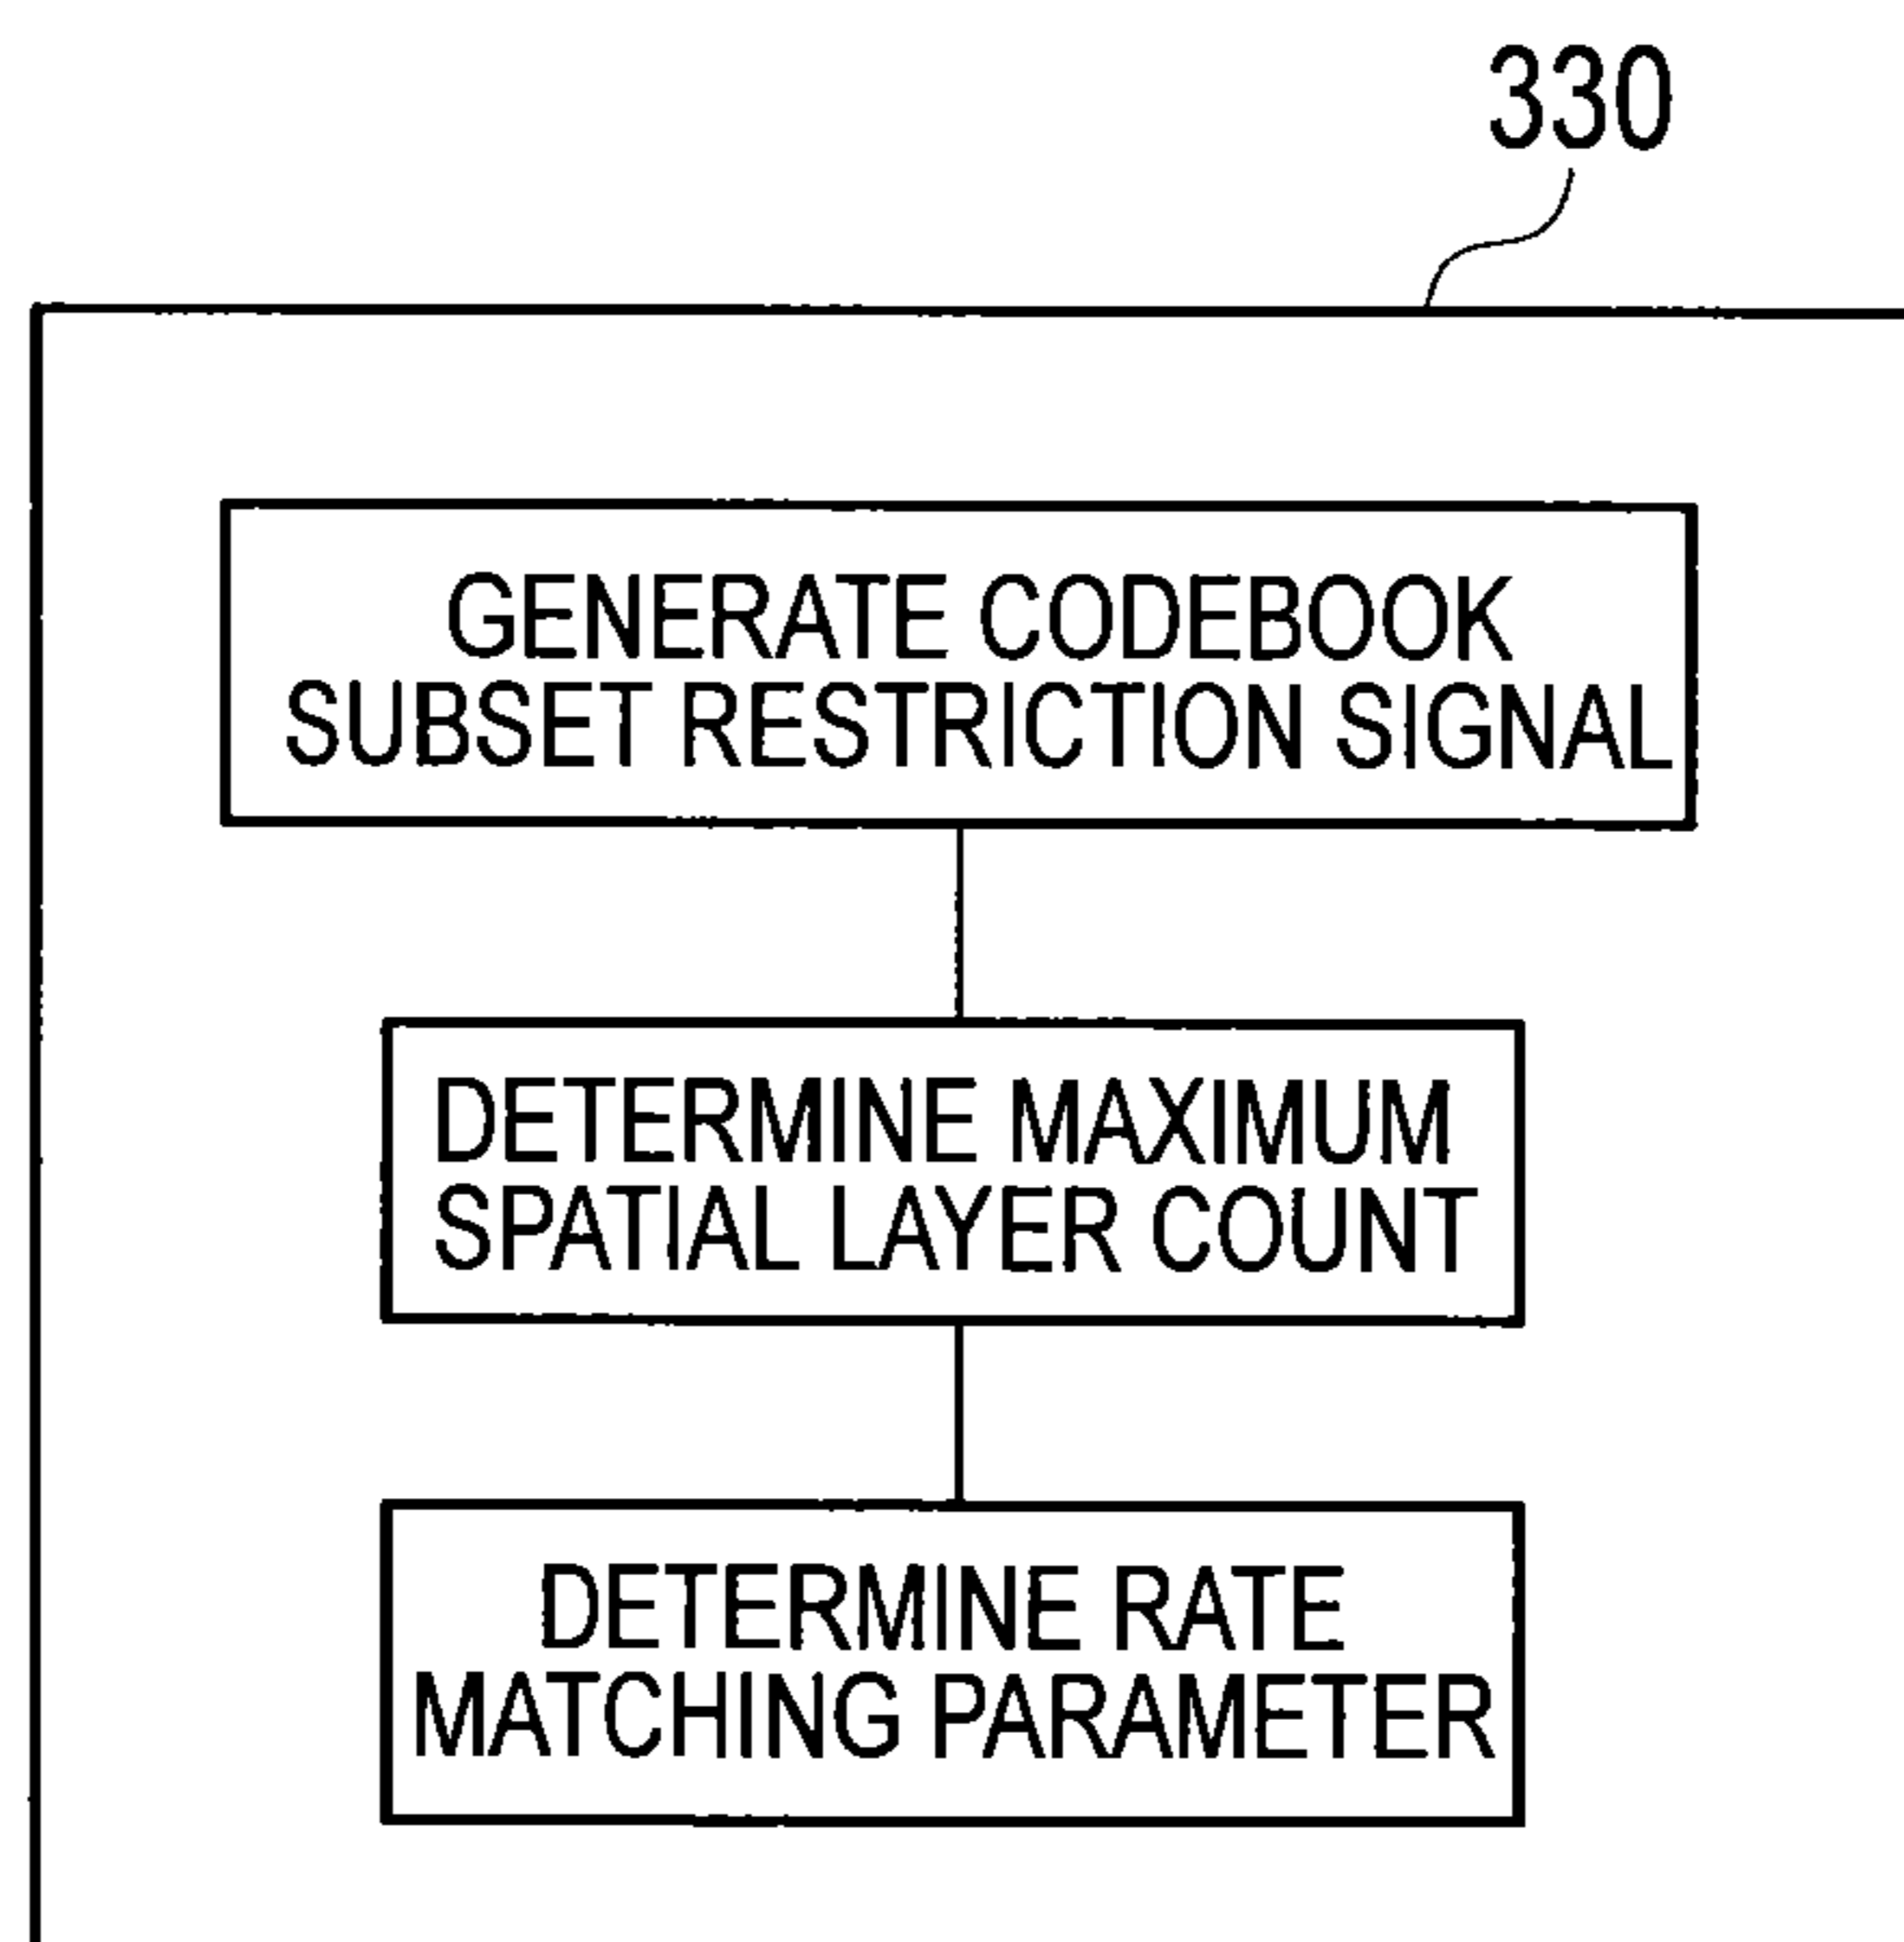 330
GENERATE CODEBOOK
SUBSET RESTRICTION SIGNAL
DETERMINE MAXIMUM
SPATIAL LAYER COUNT
DETERMINE RATE
MATCHING PARAMETER